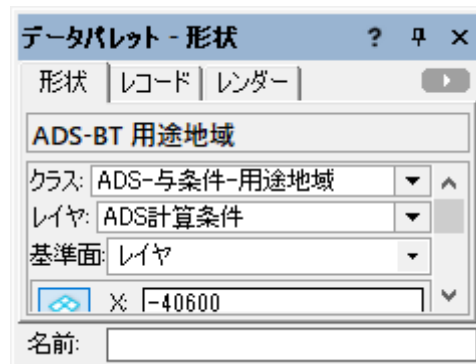 データパレット - 形状 ? ×
形状 レコード レンダー
ADS-BT 用途地域
クラス: ADS-与条件-用途地域
レイヤ: ADS計算条件
基準面: レイヤ
X: -40600
名前: